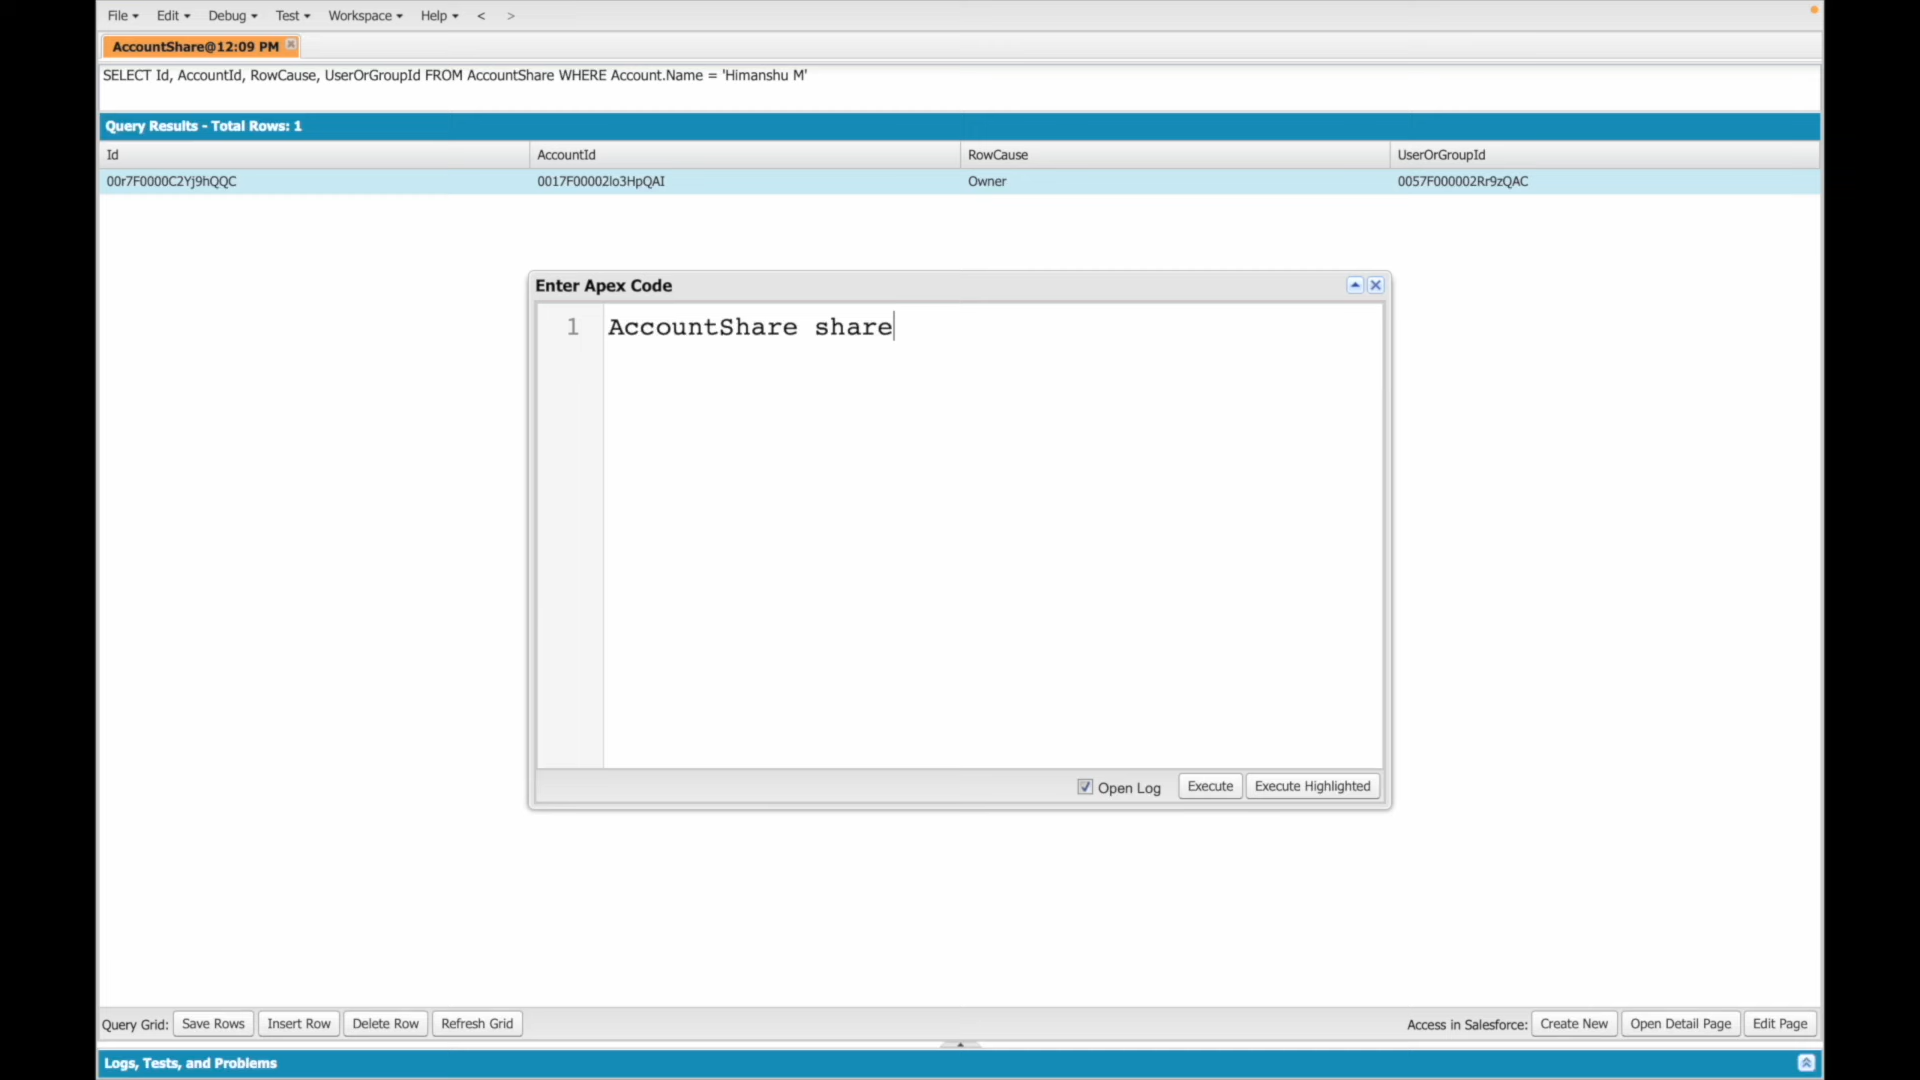 File Edit Debug Test Workspace Help < >
AccountShare@12:09 PM
SELECT Id, AccountId, RowCause, UserOrGroupId FROM AccountShare WHERE Account.Name = 'Himanshu M'
Query Results - Total Rows: 1
Id AccountId RowCause UserOrGroupId
00r7F0000C2Yj9hQQC 0017F00002lo3HpQAI Owner 0057F000002Rr9zQAC
Enter Apex Code
1 AccountShare share
Open Log Execute Execute Highlighted
Query Grid: Save Rows Insert Row Delete Row Refresh Grid Access in Salesforce: Create New Open Detail Page Edit Page
Logs, Tests, and Problems